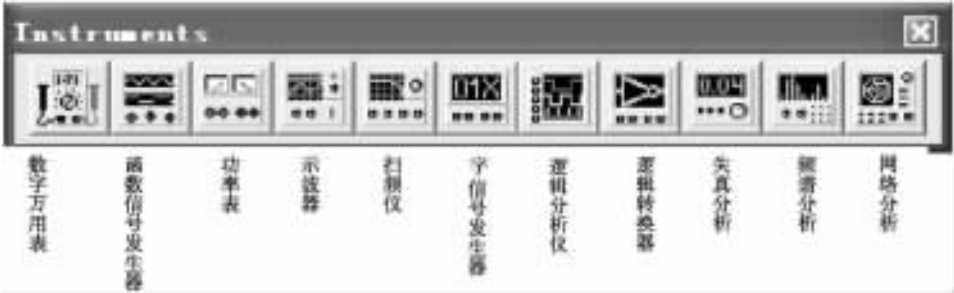 Instruments
01X
0.04
数字万用表
函数信号发生器
功率表
示波器
扫频仪
字信号发生器
逻辑分析仪
逻辑转换器
失真分析
频谱分析
网络分析